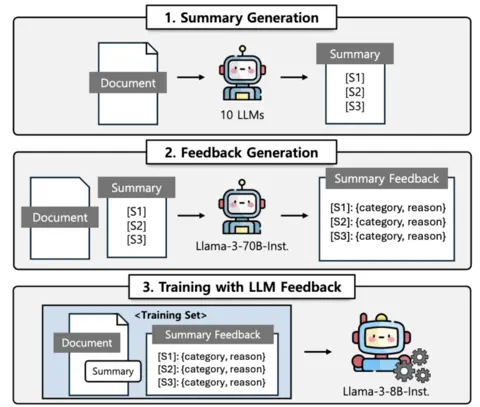 1. Summary Generation
Document
10 LLMs
Summary
[S1]
[S2]
[S3]
2. Feedback Generation
Document
Summary
[S1]
[S2]
[S3]
Llama-3-70B-Inst.
Summary Feedback
[S1]: {category, reason}
[S2]: {category, reason}
[S3]: {category, reason}
3. Training with LLM Feedback
<Training Set>
Document
Summary
Summary Feedback
[S1]: {category, reason}
[S2]: {category, reason}
[S3]: {category, reason}
Llama-3-8B-Inst.